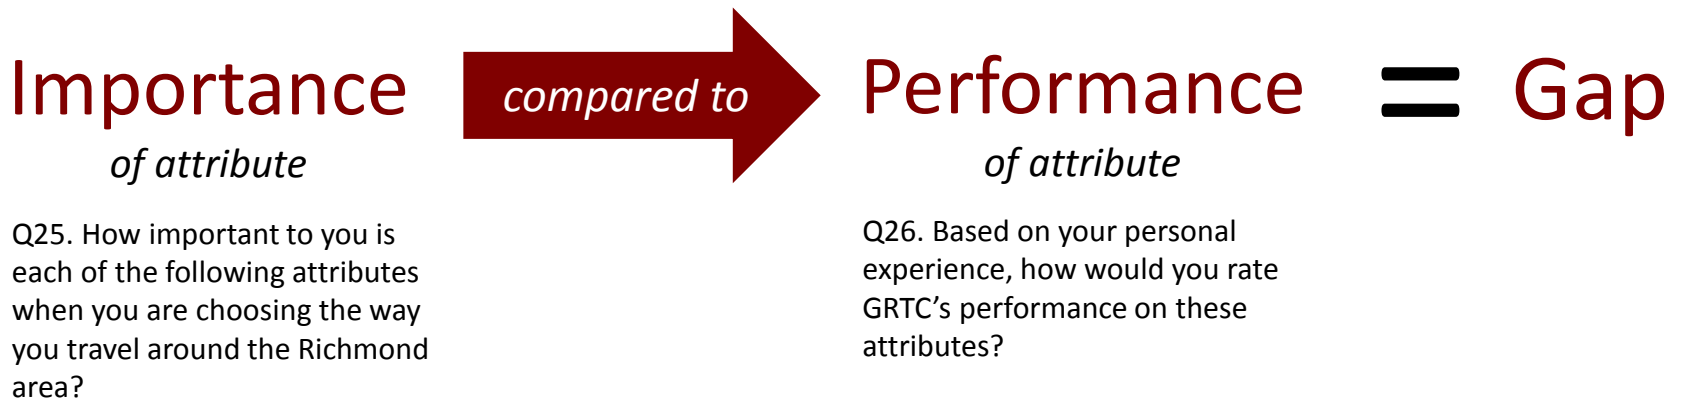 Importance
compared to
Performance
=
Gap
of attribute
of attribute
Q25. How important to you is
each of the following attributes
when you are choosing the way
you travel around the Richmond
area?
Q26. Based on your personal
experience, how would you rate
GRTC’s performance on these
attributes?